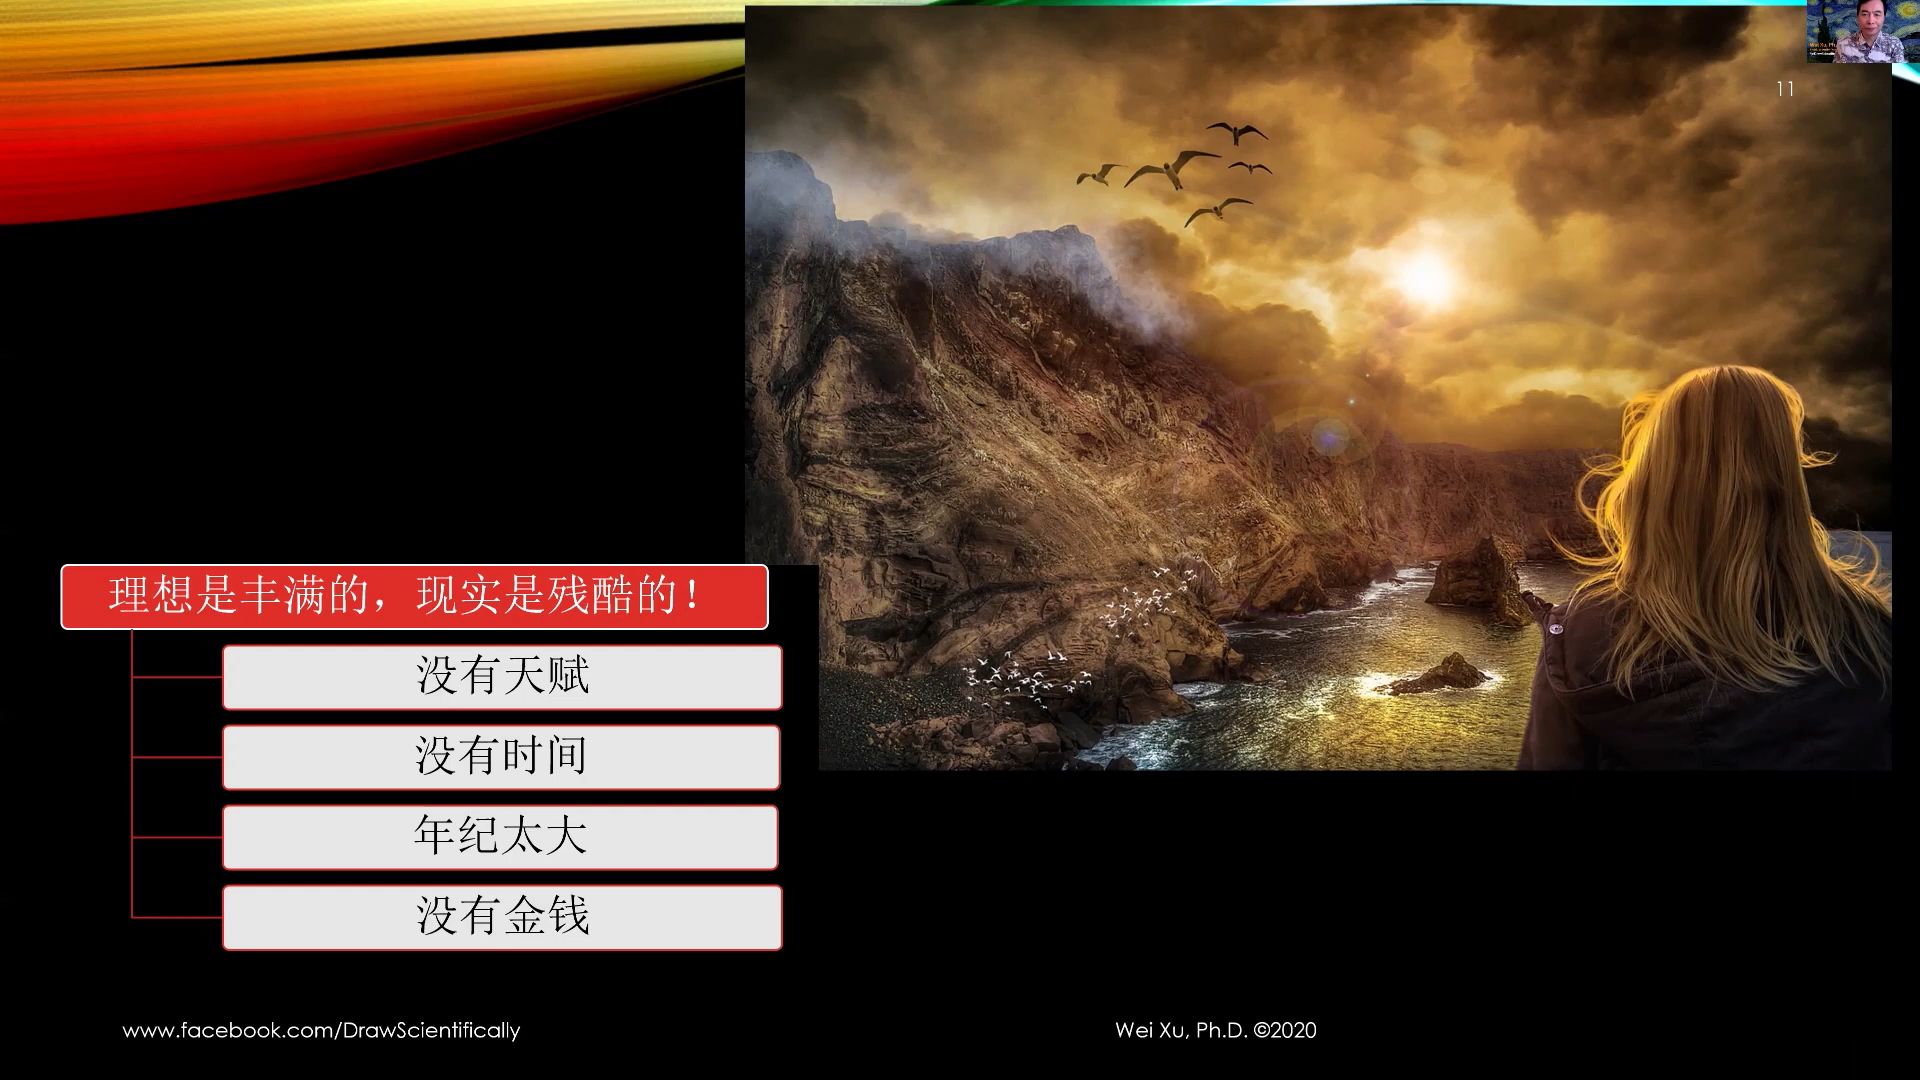 11
理想是丰满的，现实是残酷的！
没有天赋
没有时间
年纪太大
没有金钱
www.facebook.com/DrawScientifically
Wei Xu, Ph.D. ©2020